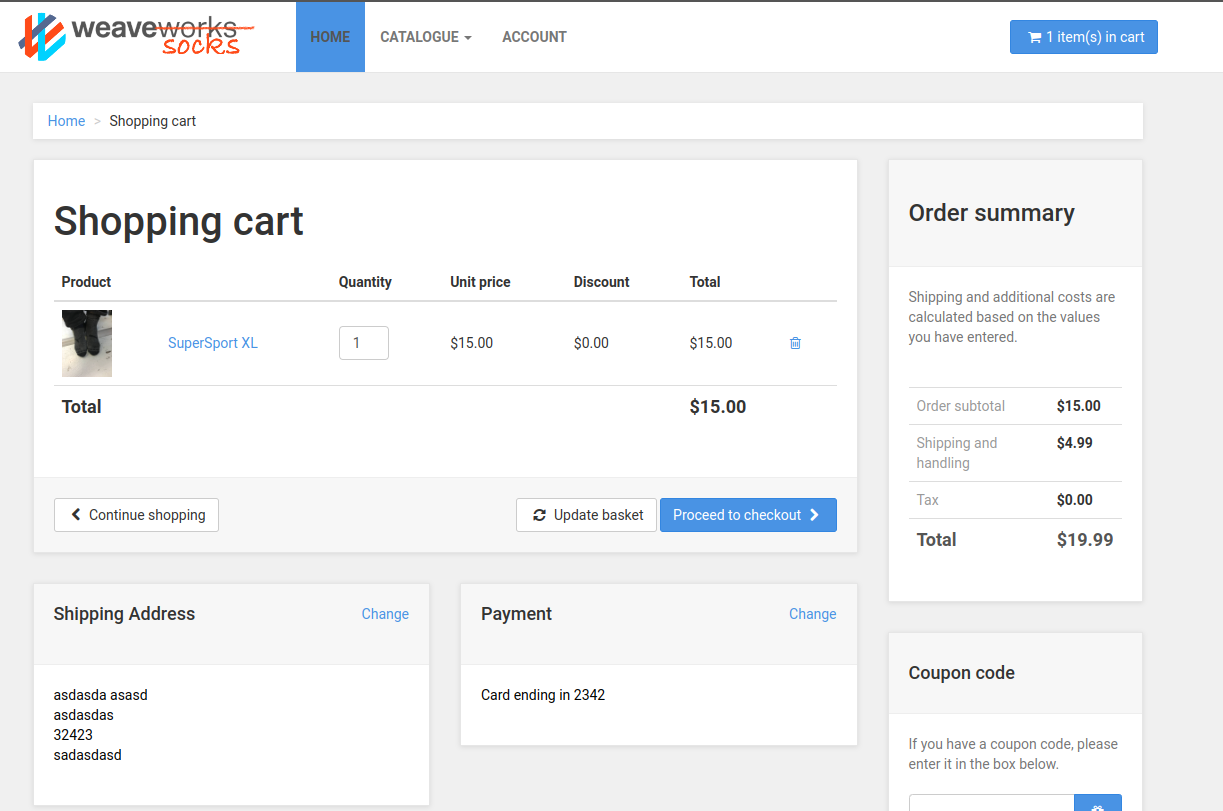 weaveworks
socks
HOME
CATALOGUE
ACCOUNT
1 item(s) in cart
Home > Shopping cart
Shopping cart
Product Quantity Unit price Discount Total
SuperSport XL 1 $15.00 $0.00 $15.00
Total $15.00
Continue shopping
Update basket
Proceed to checkout
Order summary
Shipping and additional costs are
calculated based on the values
you have entered.
Order subtotal $15.00
Shipping and $4.99
handling
Tax $0.00
Total $19.99
Shipping Address Change
asdasda asasd
asdasdas
32423
sadasdasd
Payment Change
Card ending in 2342
Coupon code
If you have a coupon code, please
enter it in the box below.